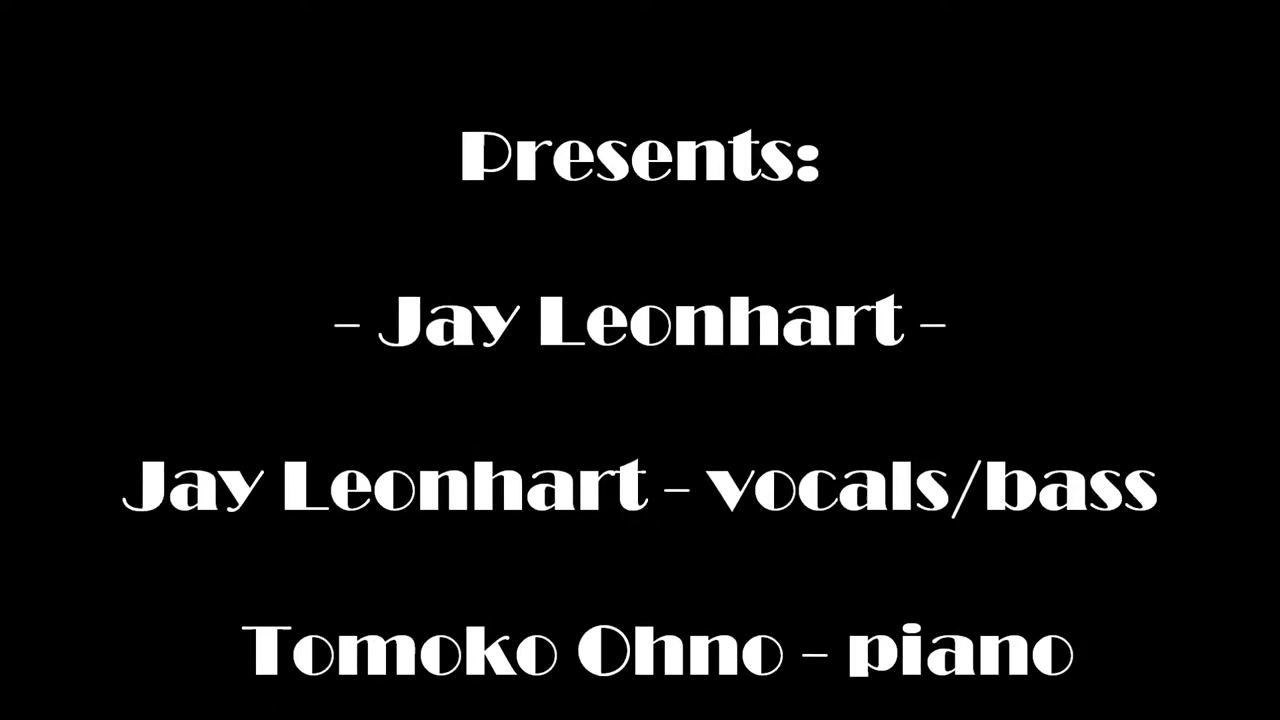 Presents:
- Jay Leonhart -
Jay Leonhart - vocals/bass
Tomoko Ohno - piano